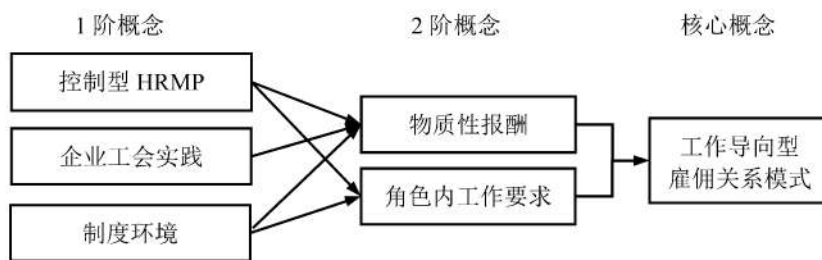 1 阶概念
2 阶概念
核心概念
控制型 HRMP
企业工会实践
制度环境
物质性报酬
角色内工作要求
工作导向型
雇佣关系模式